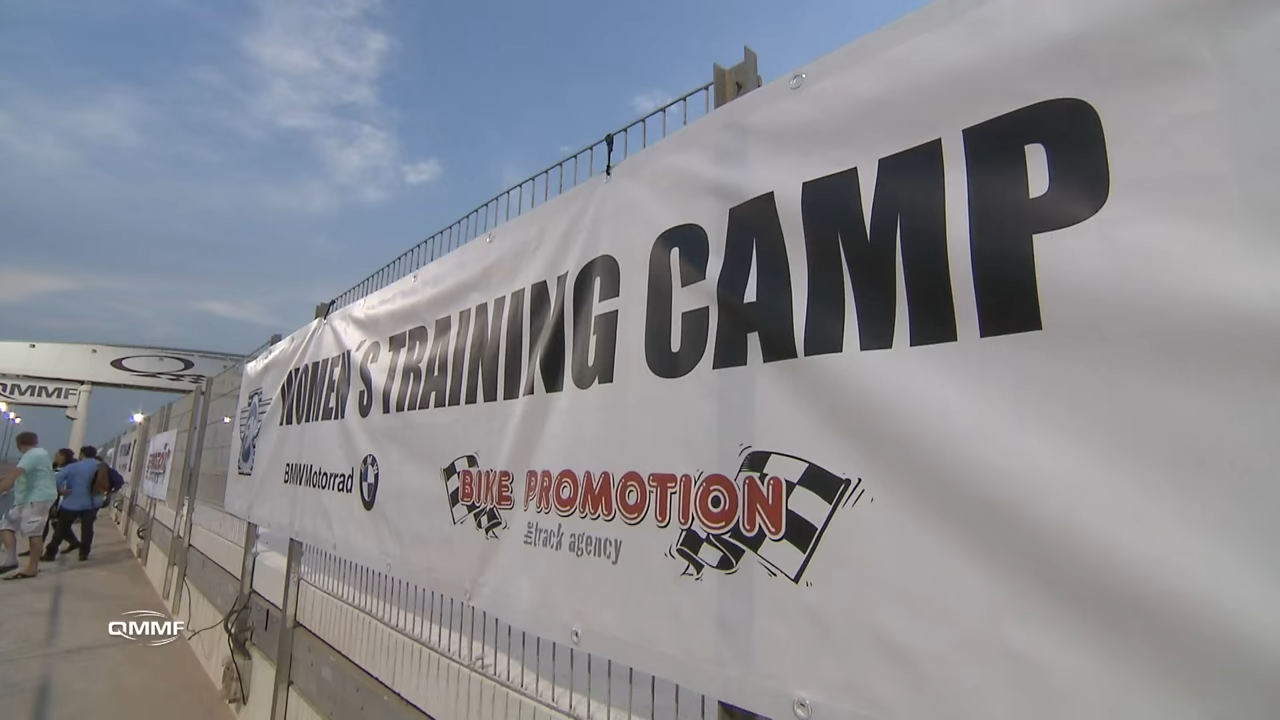 WOMEN´S TRAINING CAMP
BMW Motorrad
BIKE PROMOTION
the track agency
QMMF
QMMF